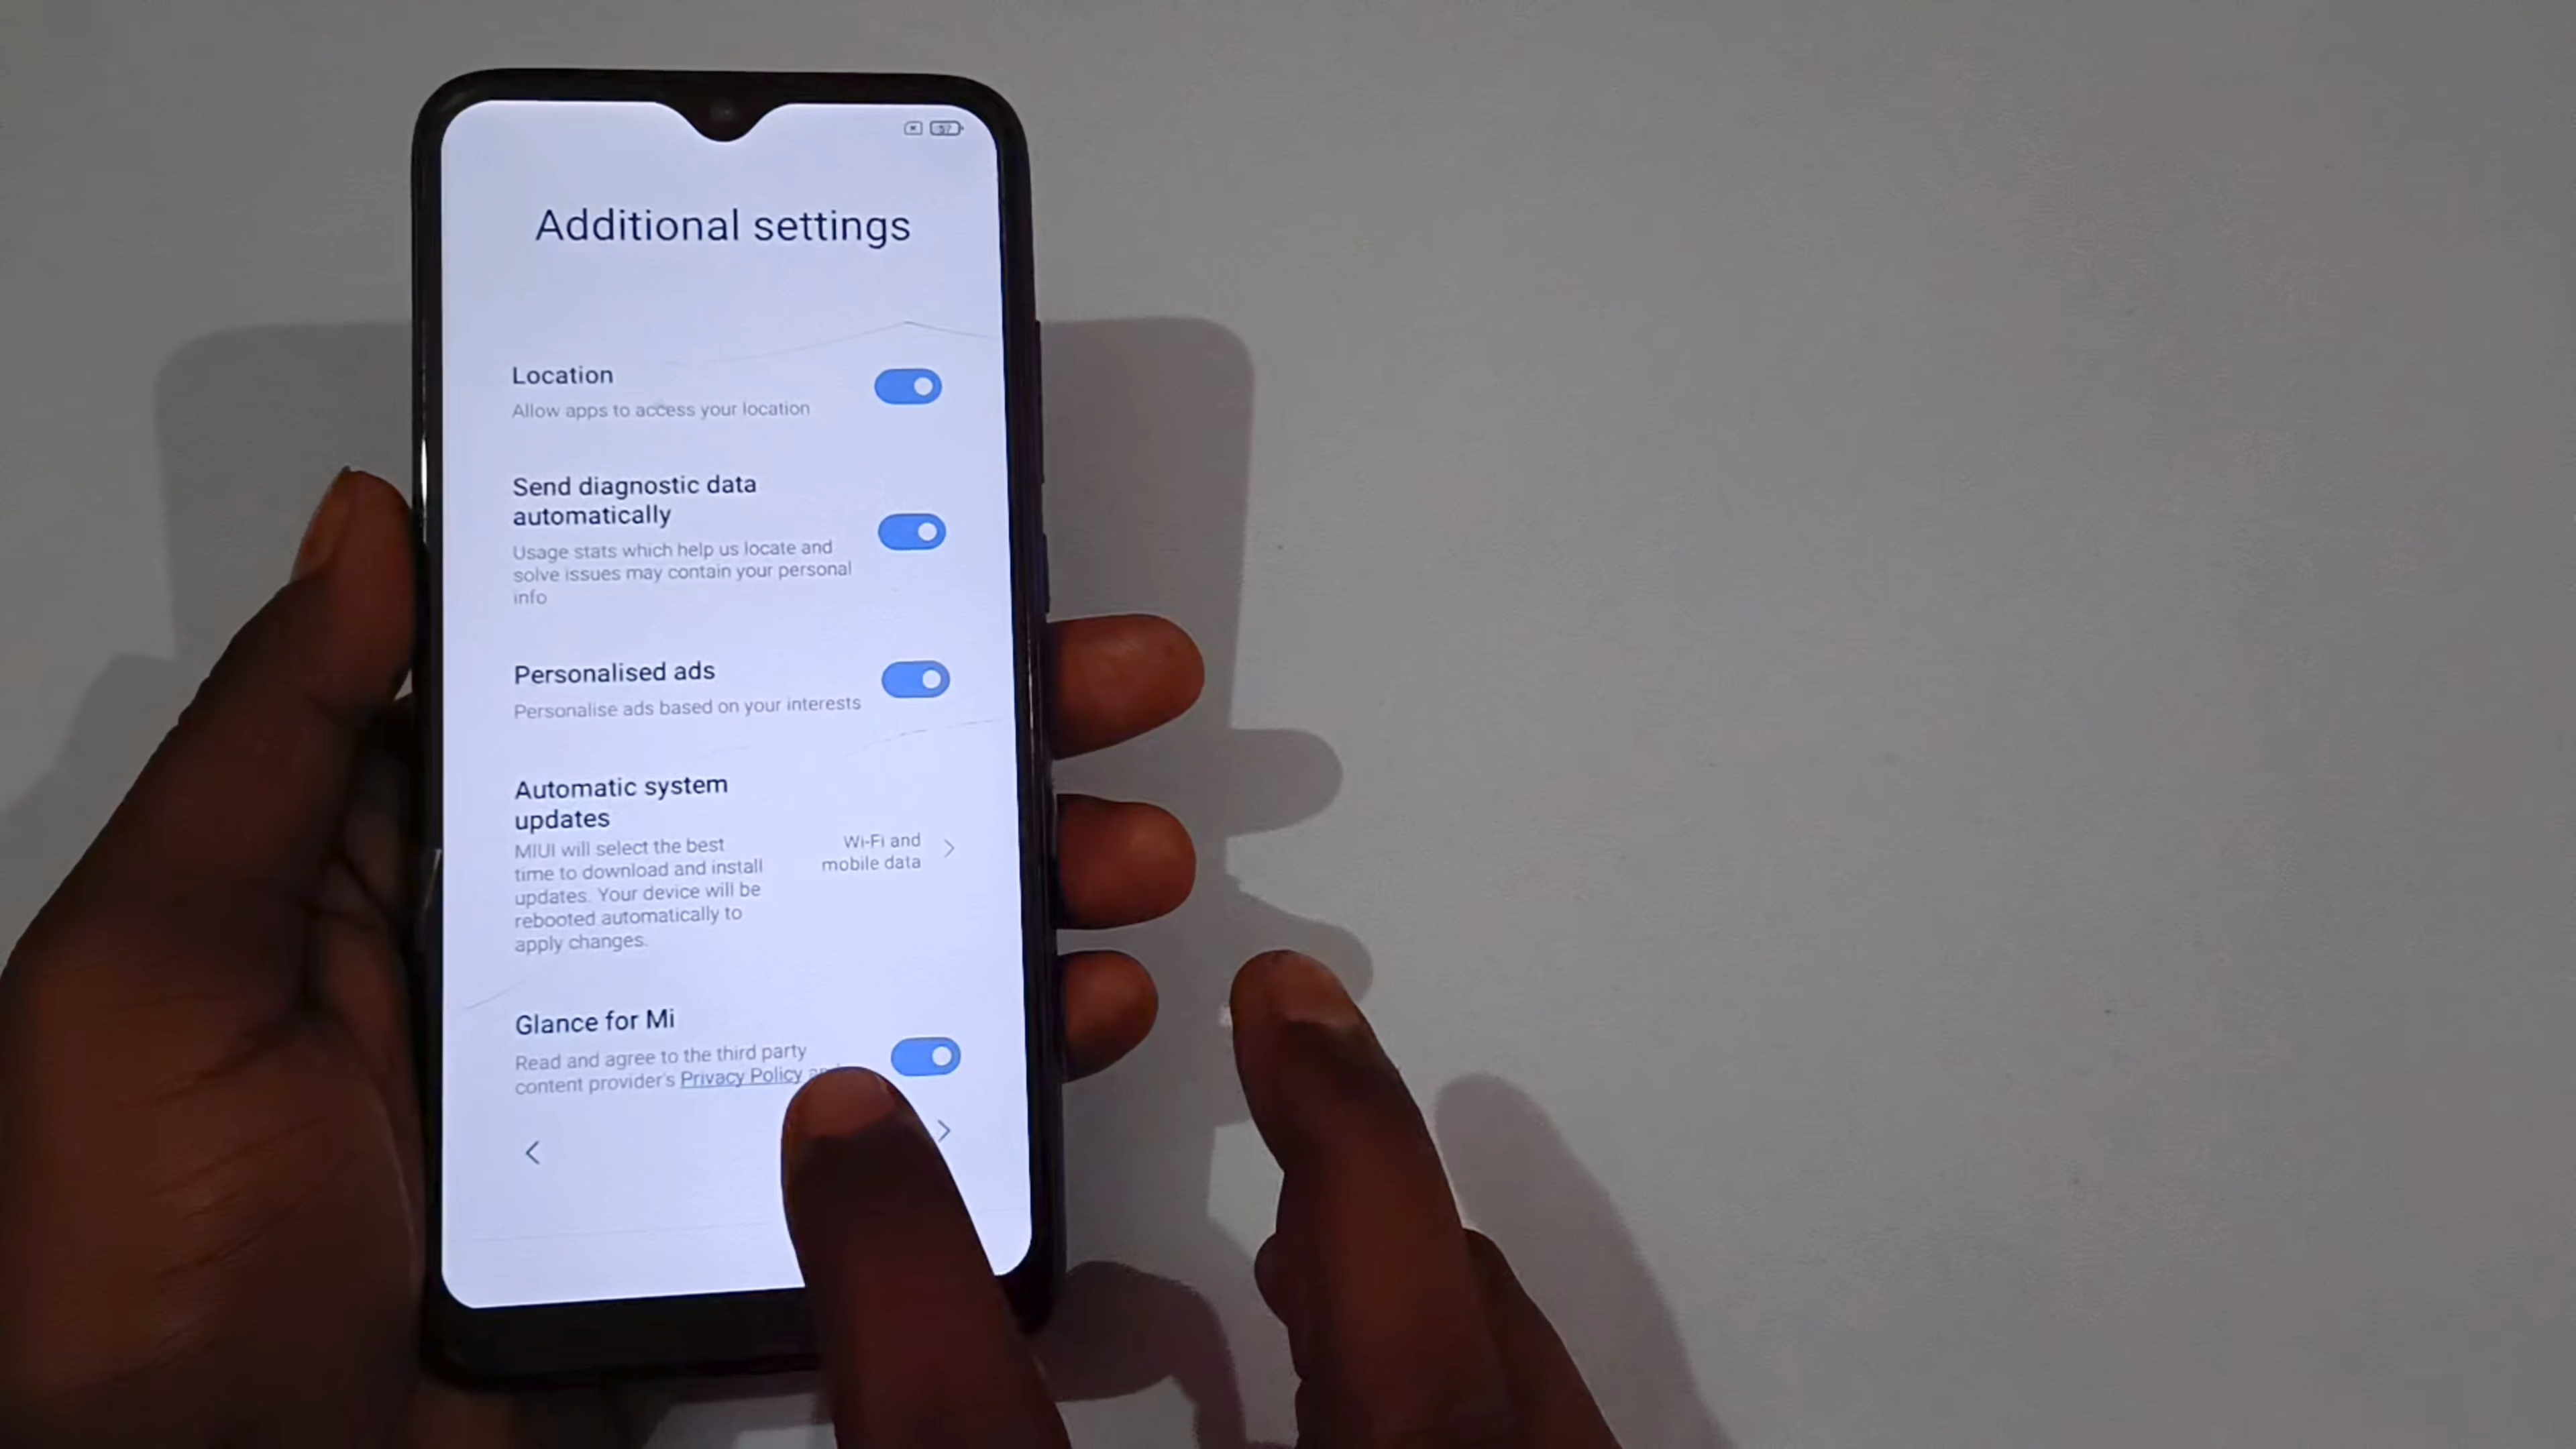 57
Additional settings
Location
Allow apps to access your location
Send diagnostic data
automatically
Usage stats which help us locate and
solve issues may contain your personal
info
Personalised ads
Personalise ads based on your interests
Automatic system
updates
MIUI will select the best
time to download and install
updates. Your device will be
rebooted automatically to
apply changes.
Wi-Fi and
mobile data
Glance for Mi
Read and agree to the third party
content provider's Privacy Policy